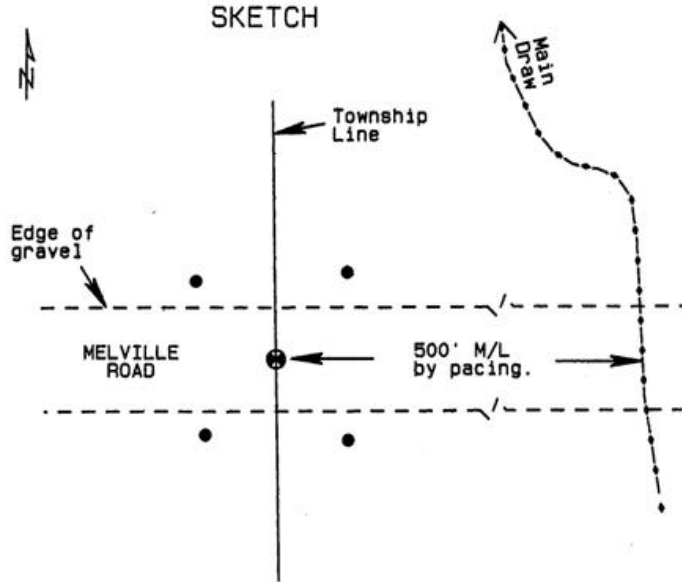 SKETCH
N
Main
Draw
Township
Line
Edge of
gravel
MELVILLE
ROAD
500' M/L
by pacing.